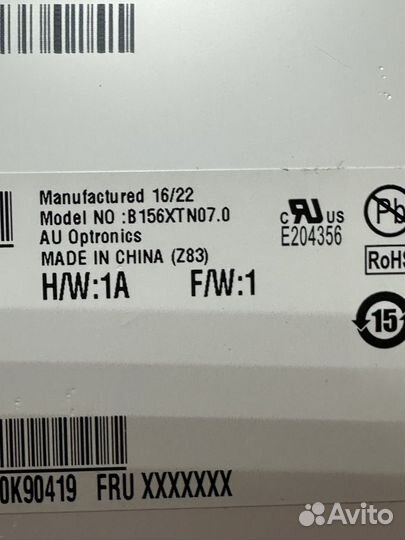 Manufactured 16/22
Model NO :B156XTN07.0
AU Optronics
MADE IN CHINA (Z83)
H/W:1A F/W:1
c RU US
E204356
Pb
RoHS
15
0K90419 FRU XXXXXXX
Avito